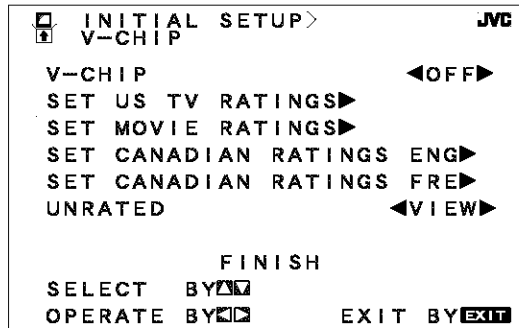 INITIAL SETUP> JVC
V-CHIP
V-CHIP ◀OFF▶
SET US TV RATINGS▶
SET MOVIE RATINGS▶
SET CANADIAN RATINGS ENG▶
SET CANADIAN RATINGS FRE▶
UNRATED ◀VIEW▶
FINISH
SELECT BY▲▼
OPERATE BY◀▶ EXIT BY EXIT